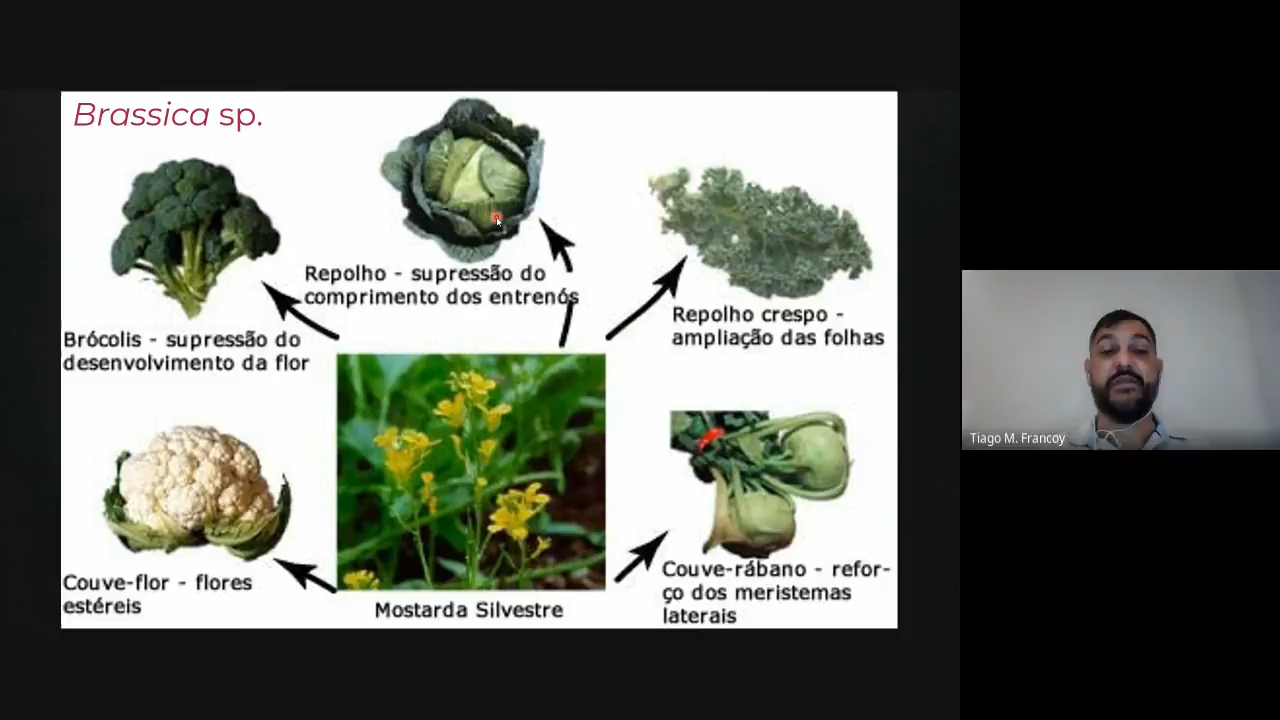 Brassica sp.
Repolho - supressão do
comprimento dos entrenós
Repolho crespo -
ampliação das folhas
Brócolis - supressão do
desenvolvimento da flor
Couve-flor - flores
estéreis
Mostarda Silvestre
Couve-rábano - refor-
ço dos meristemas
laterais
Tiago M. Francoy